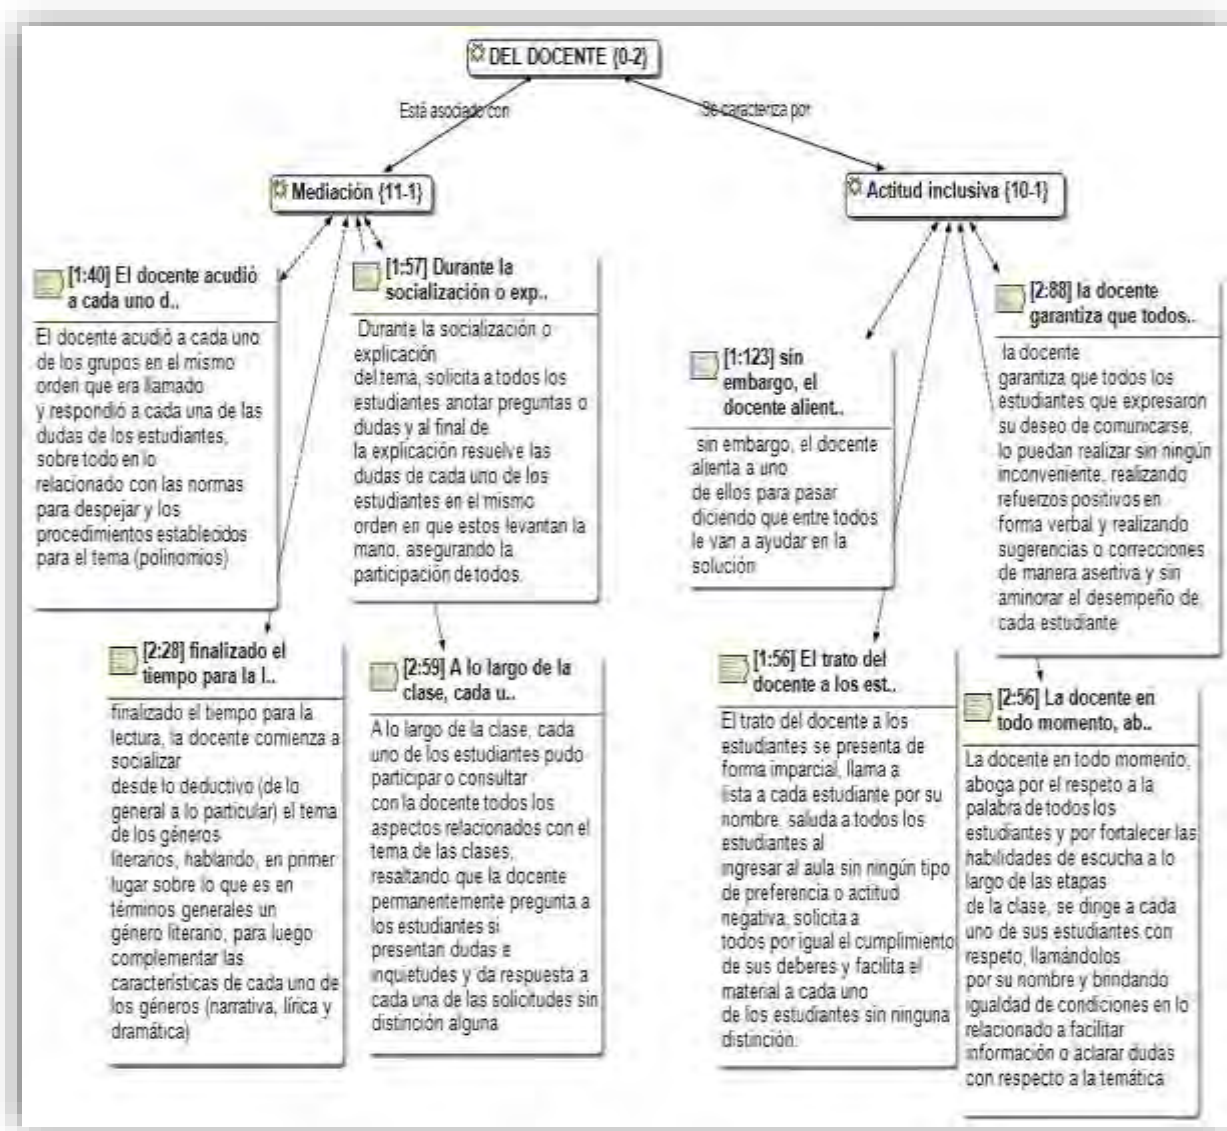 DEL DOCENTE {0-2}
Está asociado con
Se caracteriza por
Mediación {11-1}
Actitud inclusiva {10-1}
[1:40] El docente acudió
a cada uno d..
El docente acudió a cada uno
de los grupos en el mismo
orden que era llamado
y respondió a cada una de las
dudas de los estudiantes,
sobre todo en lo
relacionado con las normas
para despejar y los
procedimientos establecidos
para el tema (polinomios)
[1:57] Durante la
socialización o exp..
Durante la socialización o
explicación
del tema, solicita a todos los
estudiantes anotar preguntas o
dudas y al final de
la explicación resuelve las
dudas de cada uno de los
estudiantes en el mismo
orden en que estos levantan la
mano, asegurando la
participación de todos.
[1:123] sin
embargo, el
docente alient..
sin embargo, el docente
alienta a uno
de ellos para pasar
diciendo que entre todos
le van a ayudar en la
solución
[2:88] la docente
garantiza que todos..
la docente
garantiza que todos los
estudiantes que expresaron
su deseo de comunicarse,
lo puedan realizar sin ningún
inconveniente, realizando
refuerzos positivos en
forma verbal y realizando
sugerencias o correcciones
de manera asertiva y sin
aminorar el desempeño de
cada estudiante
[2:28] finalizado el
tiempo para la l..
finalizado el tiempo para la
lectura, la docente comienza a
socializar
desde lo deductivo (de lo
general a lo particular) el tema
de los géneros
literarios, hablando, en primer
lugar sobre lo que es en
términos generales un
género literario, para luego
complementar las
características de cada uno de
los géneros (narrativa, lírica y
dramática)
[2:59] A lo largo de la
clase, cada u..
A lo largo de la clase, cada
uno de los estudiantes pudo
participar o consultar
con la docente todos los
aspectos relacionados con el
tema de las clases,
resaltando que la docente
permanentemente pregunta a
los estudiantes si
presentan dudas e
inquietudes y da respuesta a
cada una de las solicitudes sin
distinción alguna
[1:56] El trato del
docente a los est..
El trato del docente a los
estudiantes se presenta de
forma imparcial, llama a
lista a cada estudiante por su
nombre, saluda a todos los
estudiantes al
ingresar al aula sin ningún tipo
de preferencia o actitud
negativa, solicita a
todos por igual el cumplimiento
de sus deberes y facilita el
material a cada uno
de los estudiantes sin ninguna
distinción.
[2:56] La docente en
todo momento, ab..
La docente en todo momento,
aboga por el respeto a la
palabra de todos los
estudiantes y por fortalecer las
habilidades de escucha a lo
largo de las etapas
de la clase, se dirige a cada
uno de sus estudiantes con
respeto, llamándolos
por su nombre y brindando
igualdad de condiciones en lo
relacionado a facilitar
información o aclarar dudas
con respecto a la temática